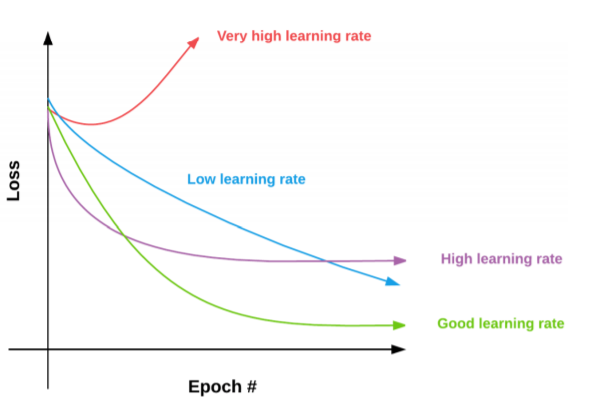 Very high learning rate
Loss
Low learning rate
High learning rate
Good learning rate
Epoch #